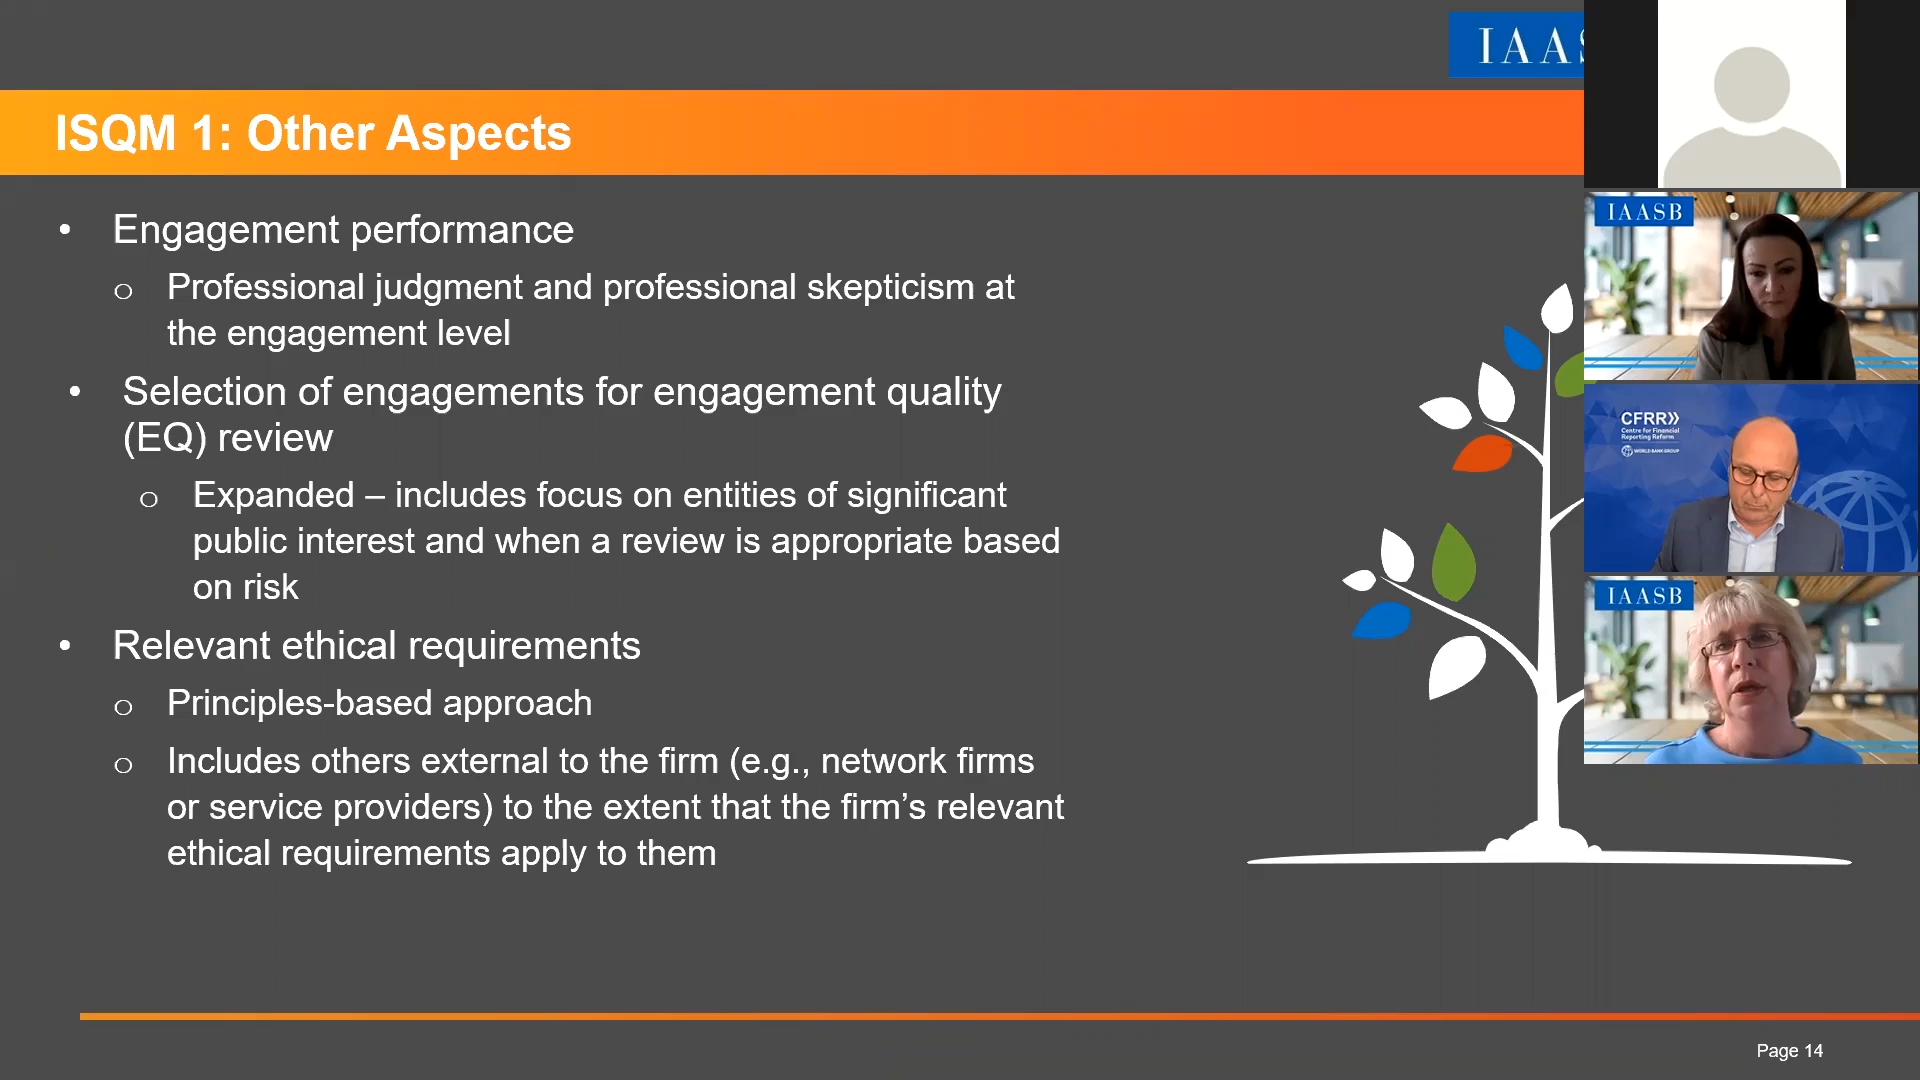 IAAS
ISQM 1: Other Aspects
• Engagement performance
o Professional judgment and professional skepticism at
the engagement level
• Selection of engagements for engagement quality
(EQ) review
o Expanded – includes focus on entities of significant
public interest and when a review is appropriate based
on risk
• Relevant ethical requirements
o Principles-based approach
o Includes others external to the firm (e.g., network firms
or service providers) to the extent that the firm’s relevant
ethical requirements apply to them
IAASB
CFRR
Centre for Financial
Reporting Reform
WORLD BANK GROUP
IAASB
Page 14